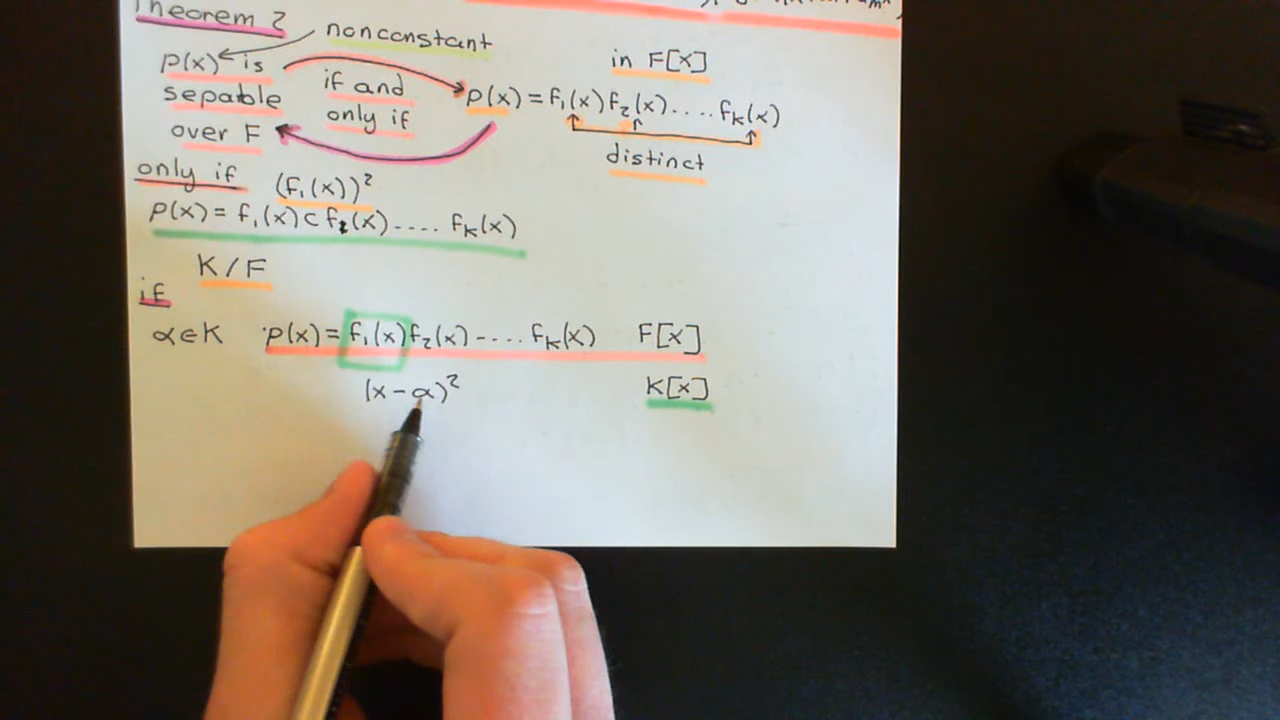 Theorem 2
nonconstant
p(x) is
separable
over F
if and
only if
in F[x]
p(x) = f₁(x) f₂(x) .... fₖ(x)
distinct
only if
(f₁(x))²
p(x) = f₁(x) c f₂(x) .... fₖ(x)
K / F
if
α ∈ K p(x) = f₁(x) f₂(x) - .... fₖ(x) F[x]
(x - α)² K[x]